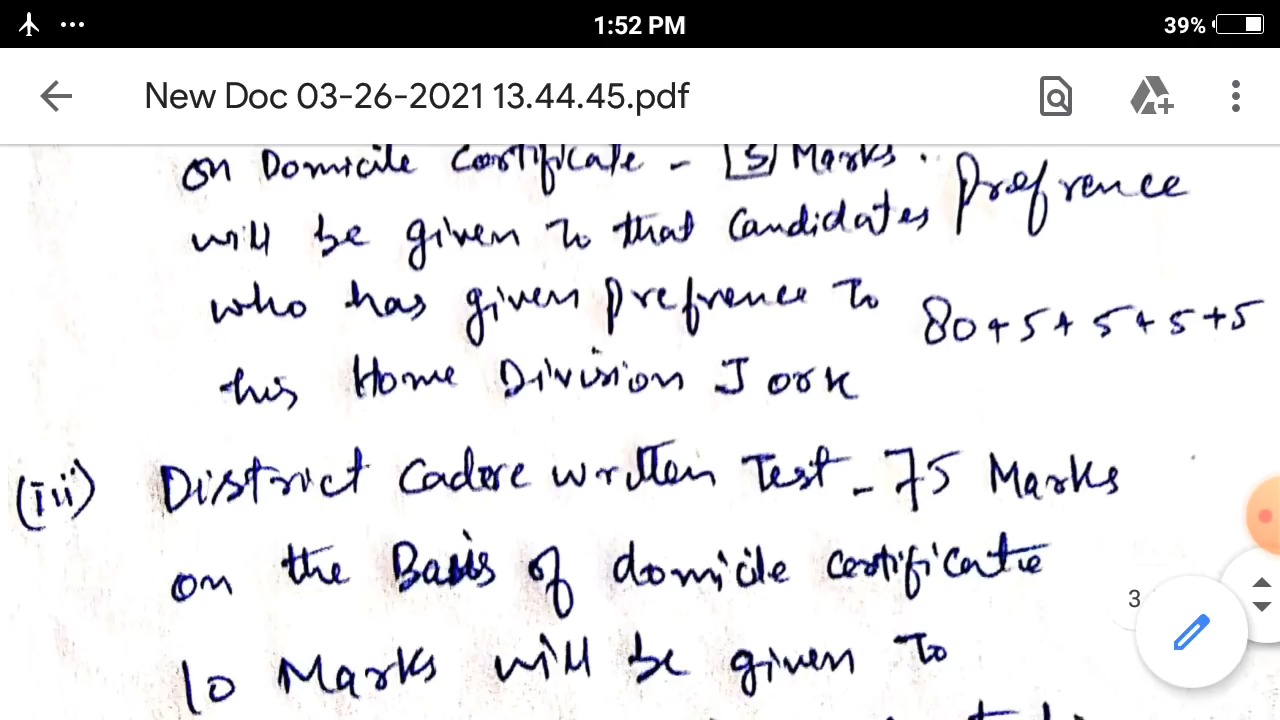 1:52 PM
39%
New Doc 03-26-2021 13.44.45.pdf
on Domicile Certificate - [5] Marks.
Prefrence
will be given to that Candidates
who has given prefrence to
80+5+5+5+5
his Home Division J ork
(iii) District Cadore written Test - 75 Marks
on the Basis of domicile certificate
3
10 Marks will be given to